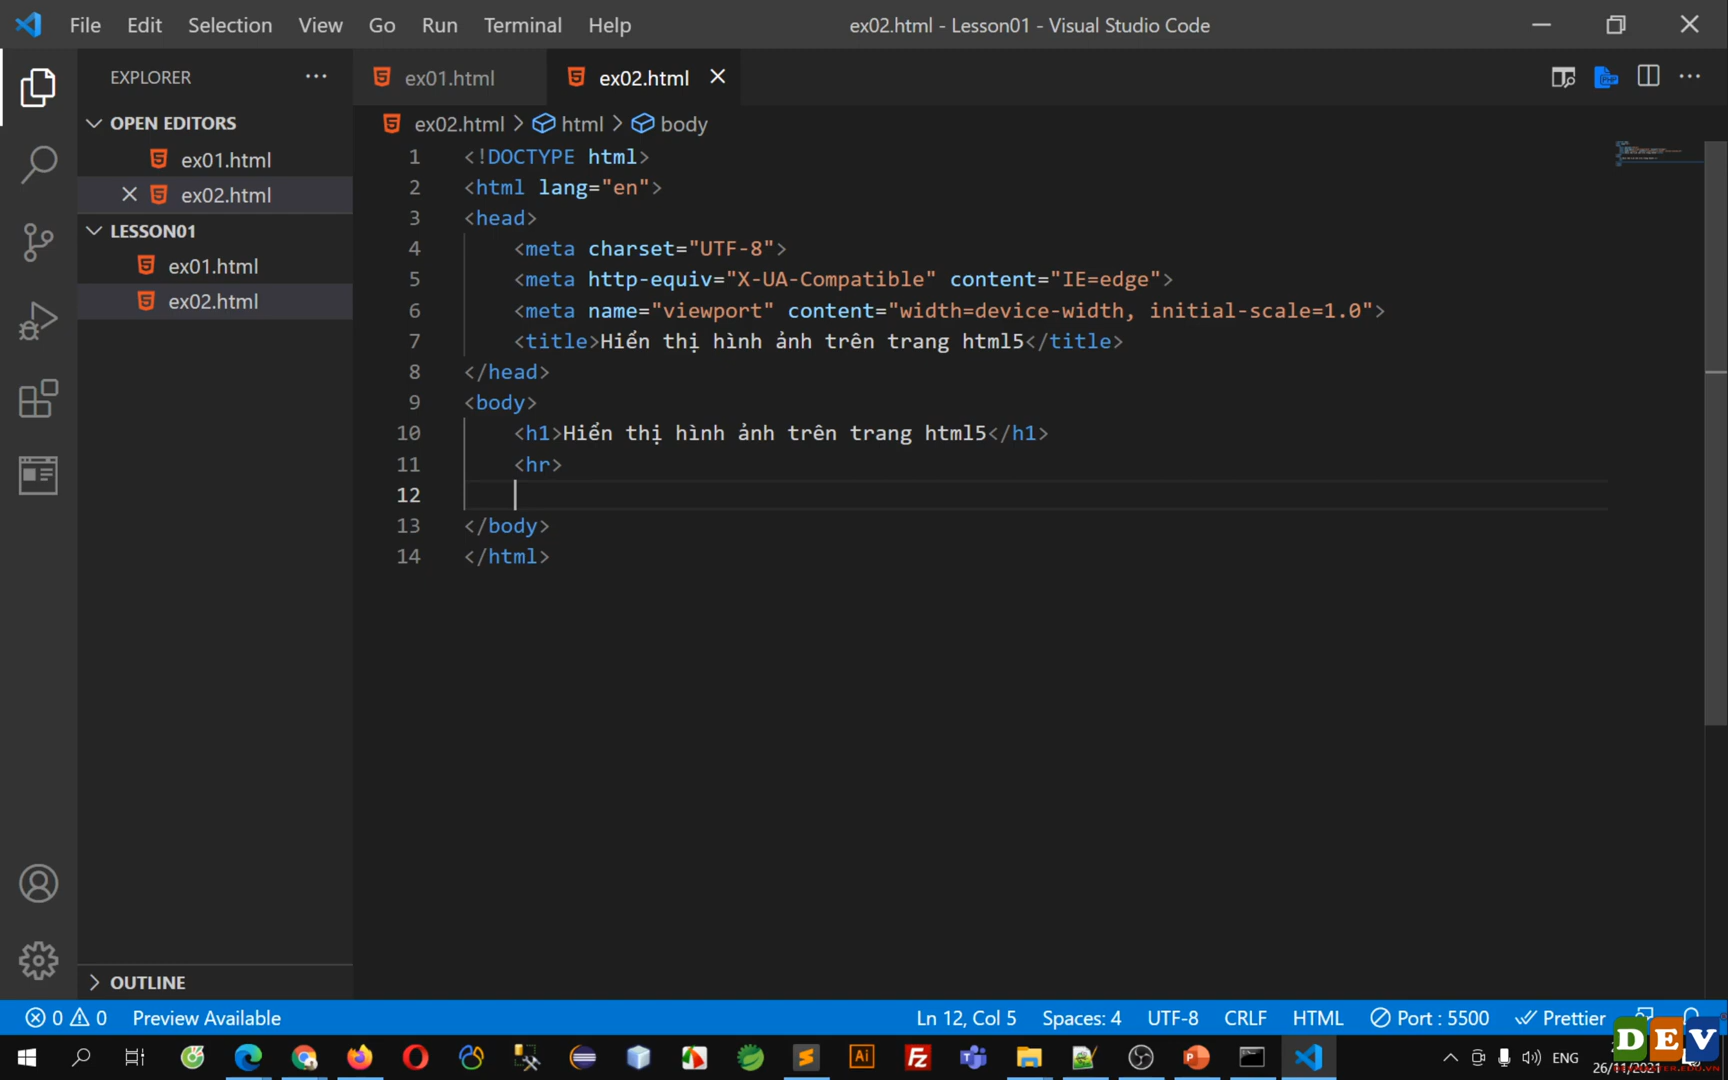 File Edit Selection View Go Run Terminal Help
ex02.html - Lesson01 - Visual Studio Code
EXPLORER
OPEN EDITORS
ex01.html
ex02.html
LESSON01
ex01.html
ex02.html
OUTLINE
ex01.html
ex02.html
ex02.html > html > body
1 <!DOCTYPE html>
2 <html lang="en">
3 <head>
4 <meta charset="UTF-8">
5 <meta http-equiv="X-UA-Compatible" content="IE=edge">
6 <meta name="viewport" content="width=device-width, initial-scale=1.0">
7 <title>Hiển thị hình ảnh trên trang html5</title>
8 </head>
9 <body>
10 <h1>Hiển thị hình ảnh trên trang html5</h1>
11 <hr>
12
13 </body>
14 </html>
0 0 Preview Available
Ln 12, Col 5 Spaces: 4 UTF-8 CRLF HTML Port : 5500 Prettier
ENG
26/11/2021
DEV